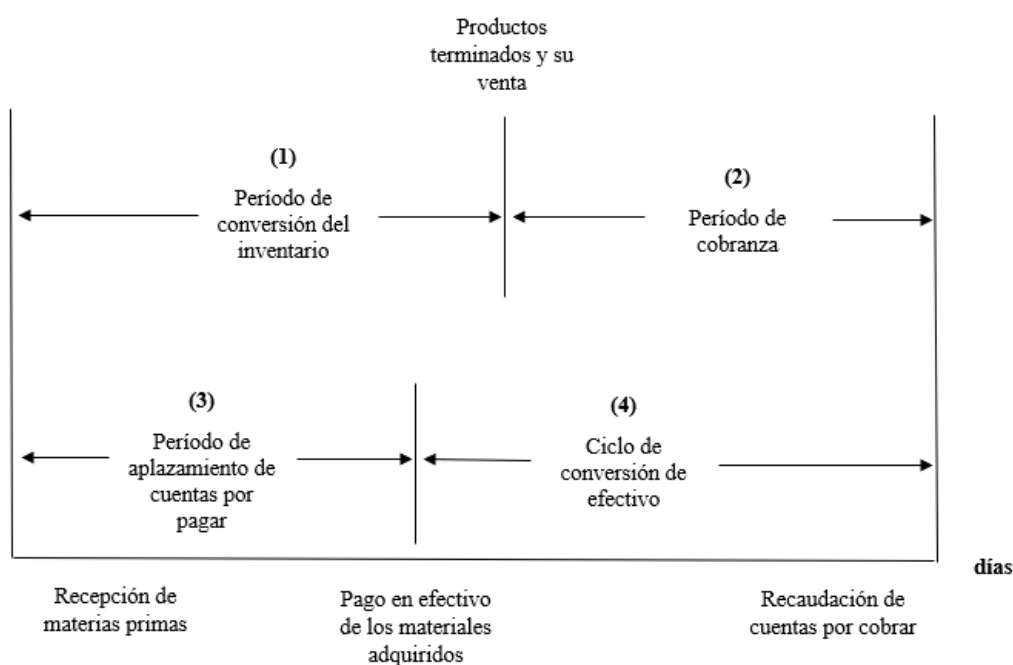 Productos
terminados y su
venta
(1)
Período de
conversión del
inventario
(2)
Período de
cobranza
(3)
Período de
aplazamiento de
cuentas por
pagar
(4)
Ciclo de
conversión de
efectivo
días
Recepción de
materias primas
Pago en efectivo
de los materiales
adquiridos
Recaudación de
cuentas por cobrar